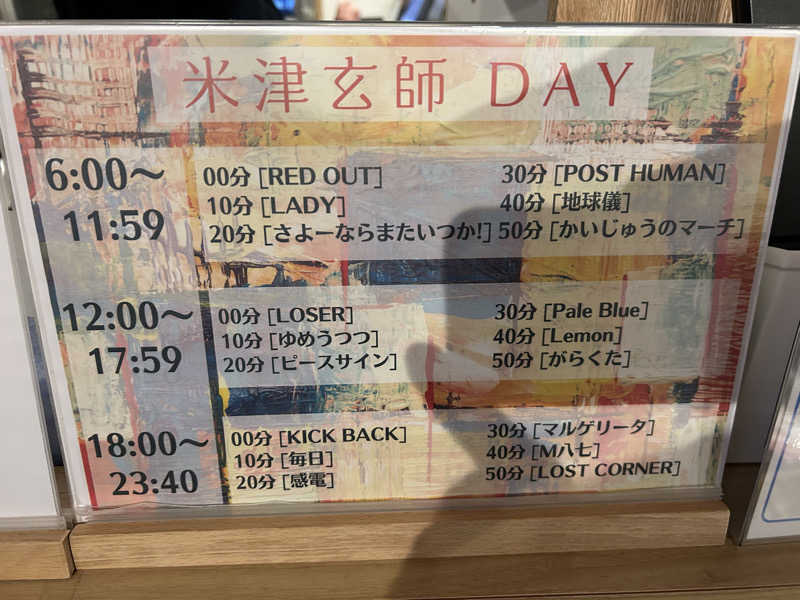 米津玄師 DAY
6:00〜
11:59
00分 [RED OUT]
10分 [LADY]
20分 [さよーならまたいつか!]
30分 [POST HUMAN]
40分 [地球儀]
50分 [かいじゅうのマーチ]
12:00〜
17:59
00分 [LOSER]
10分 [ゆめうつつ]
20分 [ピースサイン]
30分 [Pale Blue]
40分 [Lemon]
50分 [がらくた]
18:00〜
23:40
00分 [KICK BACK]
10分 [毎日]
20分 [感電]
30分 [マルゲリータ]
40分 [M八七]
50分 [LOST CORNER]